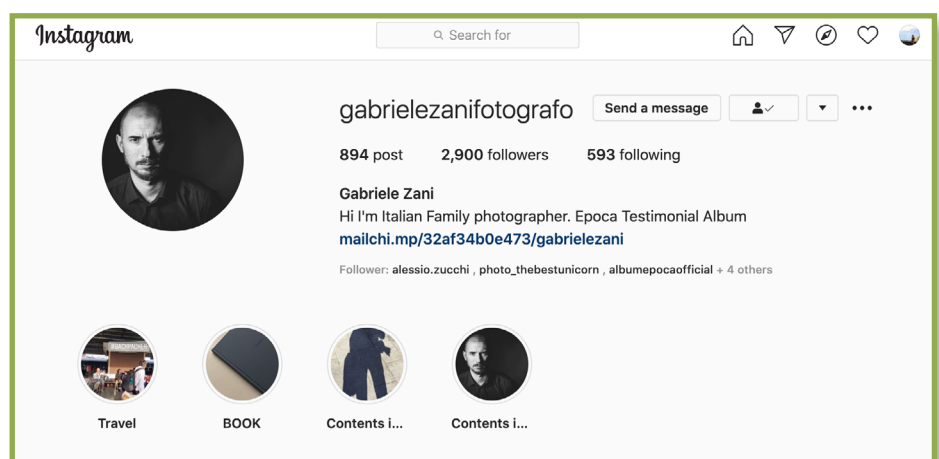 Instagram
Search for
gabrielezanifotografo Send a message
894 post 2,900 followers 593 following
Gabriele Zani
Hi I'm Italian Family photographer. Epoca Testimonial Album
mailchi.mp/32af34b0e473/gabrielezani
Follower: alessio.zucchi , photo_thebestunicorn , albumepocaofficial + 4 others
#BACKPACKER
Travel BOOK Contents i... Contents i...